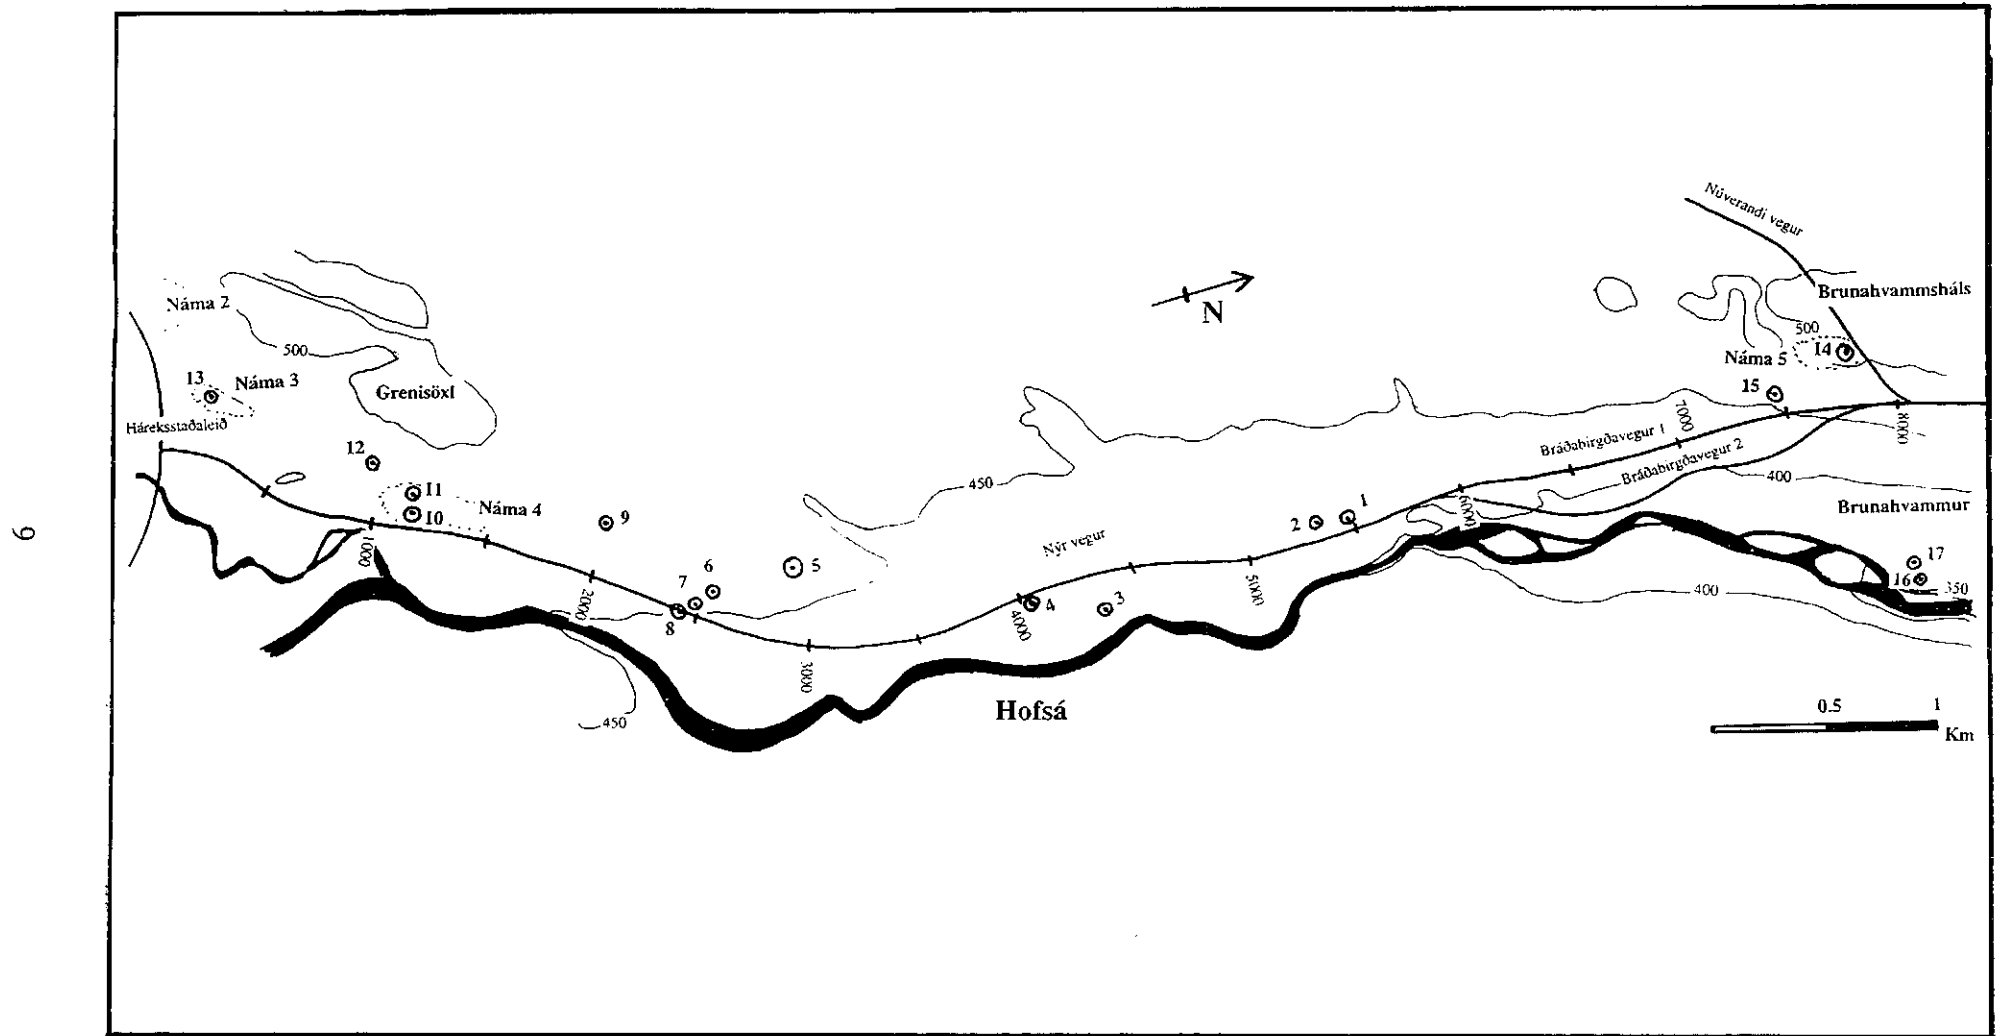 Núverandi vegur
Náma 2
N
Brunahvammsháls
500
500
14
Náma 5
13
Náma 3
Grenisöxl
15
Háreksstaðaleið
7000
8000
12
Bráðabirgðavegur 1
Bráðabirgðavegur 2
450
400
11
10
Náma 4
9
1
2
6000
Brunahvammur
1000
Nýr vegur
5
6
7
8
2000
5000
17
16
350
400
4
3
4000
3000
450
Hofsá
0.5
1
Km
9